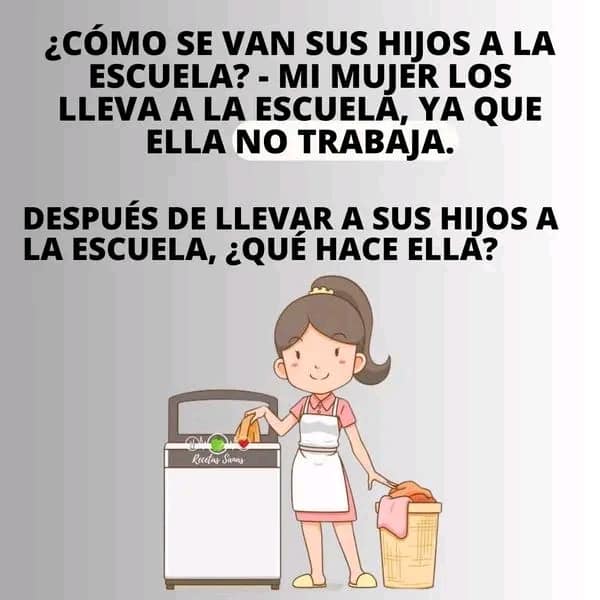 ¿CÓMO SE VAN SUS HIJOS A LA
ESCUELA? - MI MUJER LOS
LLEVA A LA ESCUELA, YA QUE
ELLA NO TRABAJA.
DESPUÉS DE LLEVAR A SUS HIJOS A
LA ESCUELA, ¿QUÉ HACE ELLA?
Recetas Sanas